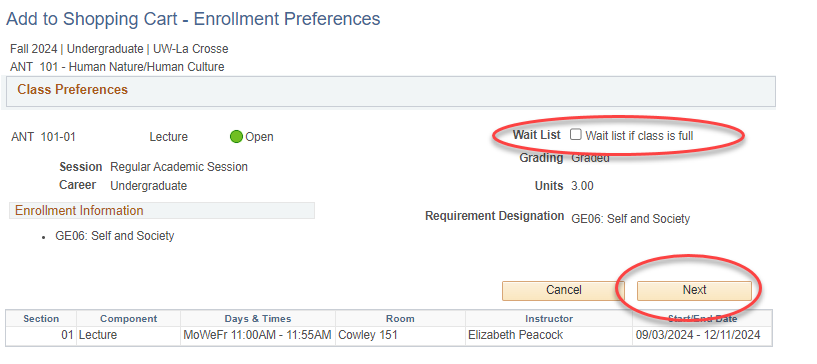 Add to Shopping Cart - Enrollment Preferences
Fall 2024 | Undergraduate | UW-La Crosse
ANT 101 - Human Nature/Human Culture
Class Preferences
ANT 101-01 Lecture Open Wait List Wait list if class is full
Session Regular Academic Session Grading Graded
Career Undergraduate Units 3.00
Enrollment Information Requirement Designation GE06: Self and Society
• GE06: Self and Society
Cancel Next
Section Component Days & Times Room Instructor Start/End Date
01 Lecture MoWeFr 11:00AM - 11:55AM Cowley 151 Elizabeth Peacock 09/03/2024 - 12/11/2024